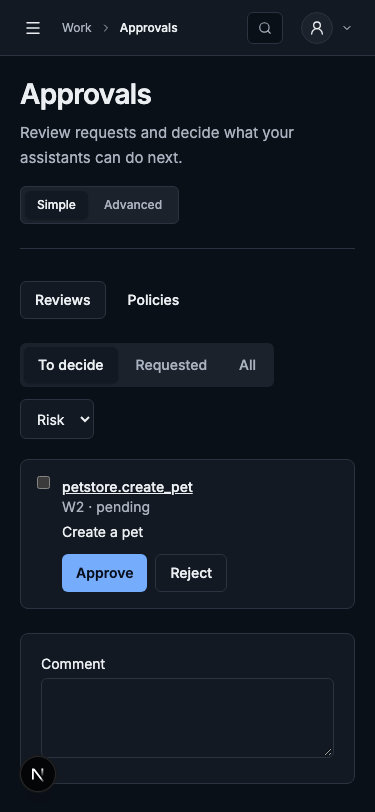 Work > Approvals
Approvals
Review requests and decide what your
assistants can do next.
Simple Advanced
Reviews Policies
To decide Requested All
Risk
petstore.create_pet
W2 · pending
Create a pet
Approve Reject
Comment
N